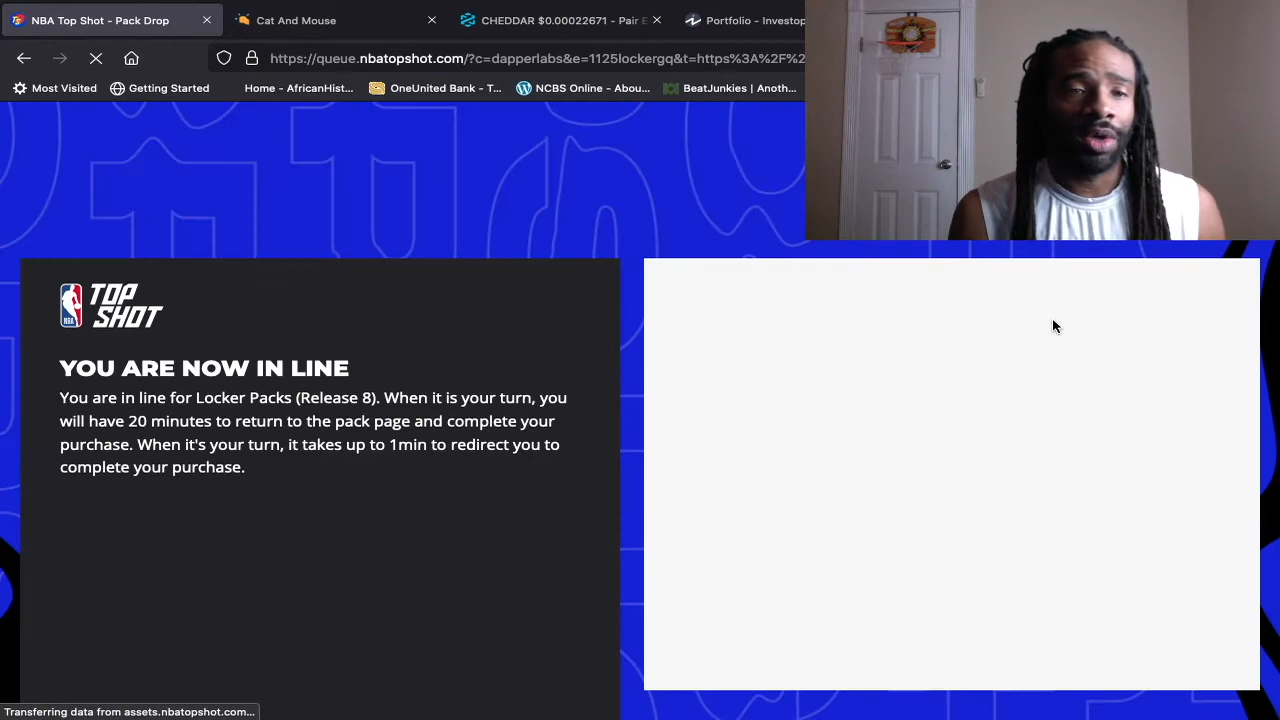 NBA Top Shot - Pack Drop
Cat And Mouse
CHEDDAR $0.00022671 - Pair E
Portfolio - Investop
https://queue.nbatopshot.com/?c=dapperlabs&e=1125lockergq&t=https%3A%2F%2
Most Visited
Getting Started
Home - AfricanHist...
OneUnited Bank - T...
NCBS Online - Abou...
BeatJunkies | Anoth...
NBA
TOP
SHOT
YOU ARE NOW IN LINE
You are in line for Locker Packs (Release 8). When it is your turn, you
will have 20 minutes to return to the pack page and complete your
purchase. When it's your turn, it takes up to 1min to redirect you to
complete your purchase.
Transferring data from assets.nbatopshot.com...